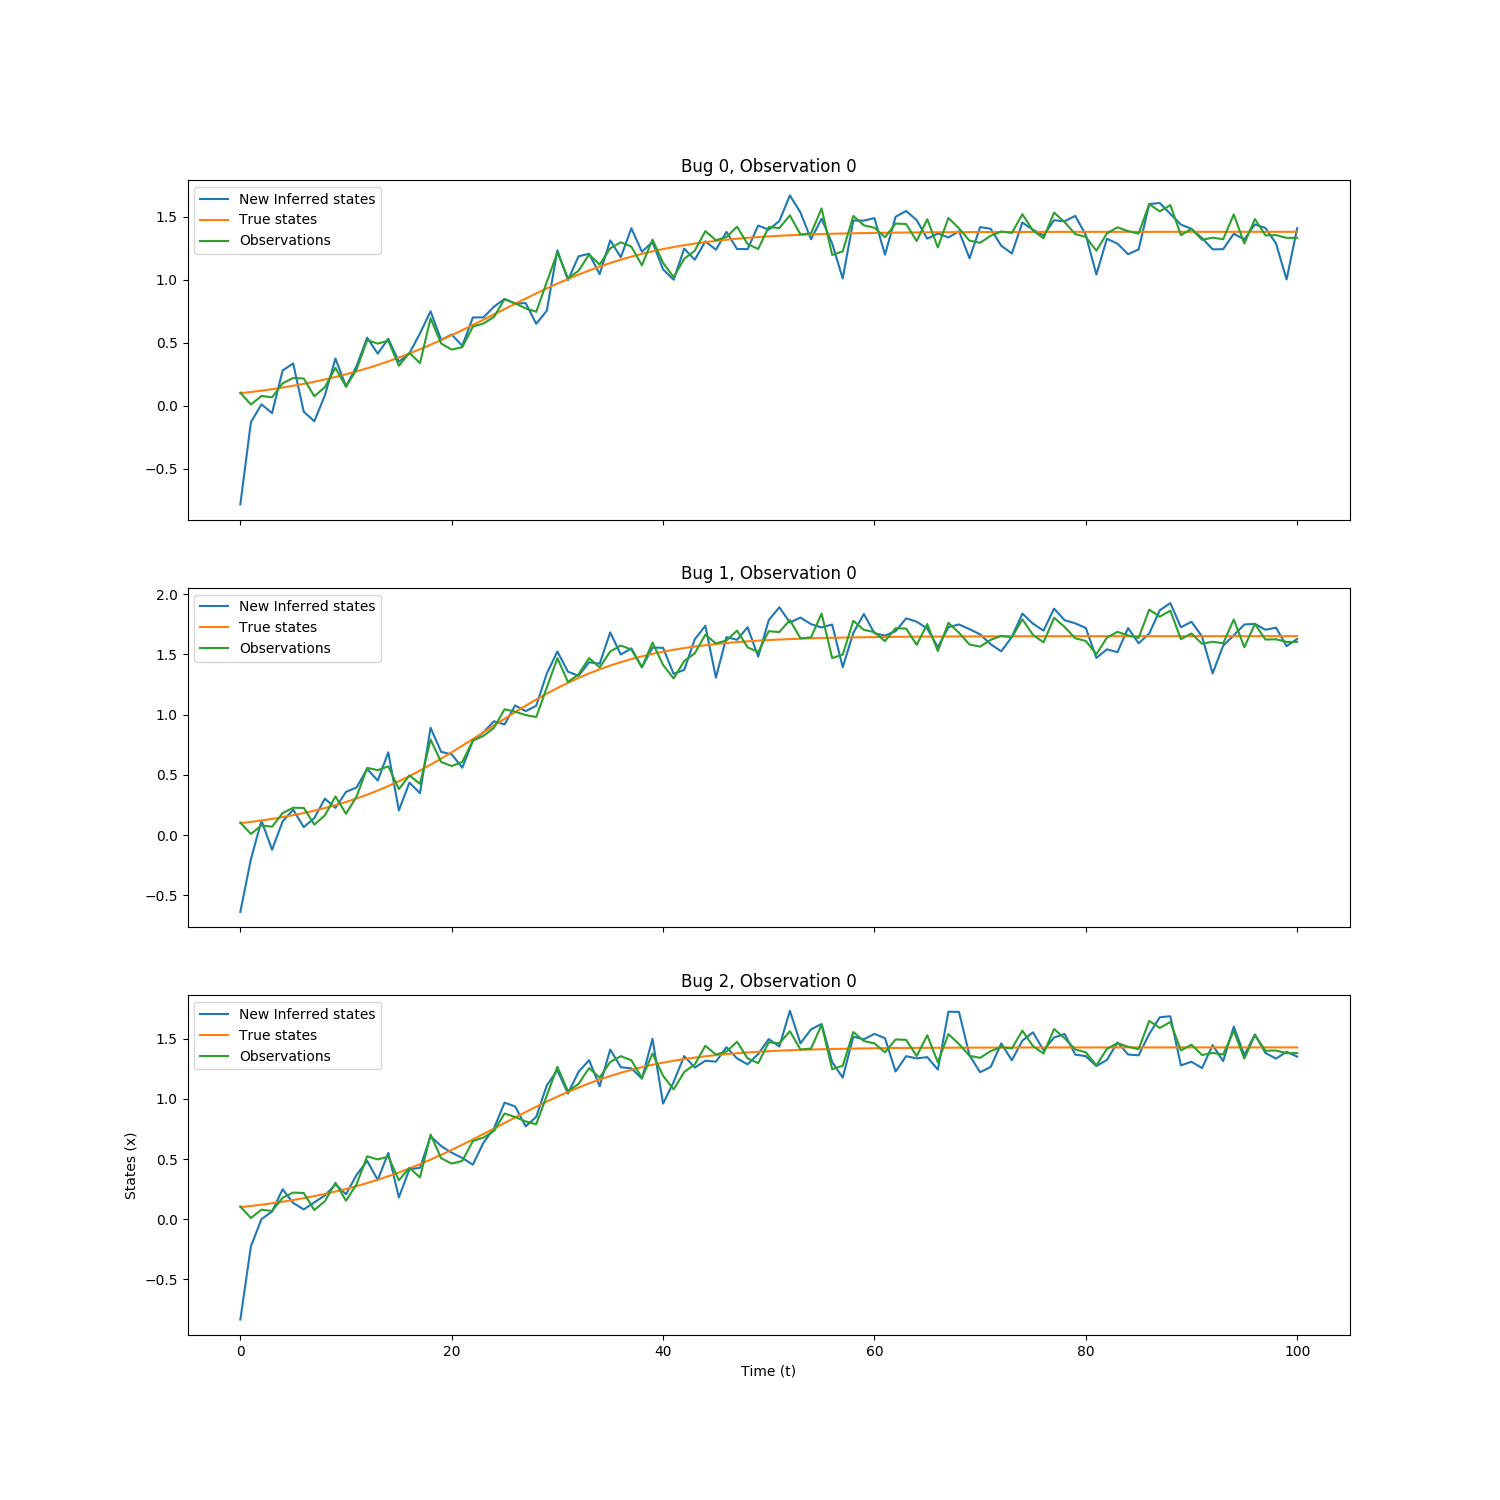 Bug 0, Observation 0
New Inferred states
True states
Observations
1.5
1.0
0.5
0.0
−0.5
Bug 1, Observation 0
New Inferred states
True states
Observations
2.0
1.5
1.0
0.5
0.0
−0.5
Bug 2, Observation 0
New Inferred states
True states
Observations
1.5
1.0
0.5
0.0
−0.5
States (x)
0 20 40 60 80 100
Time (t)